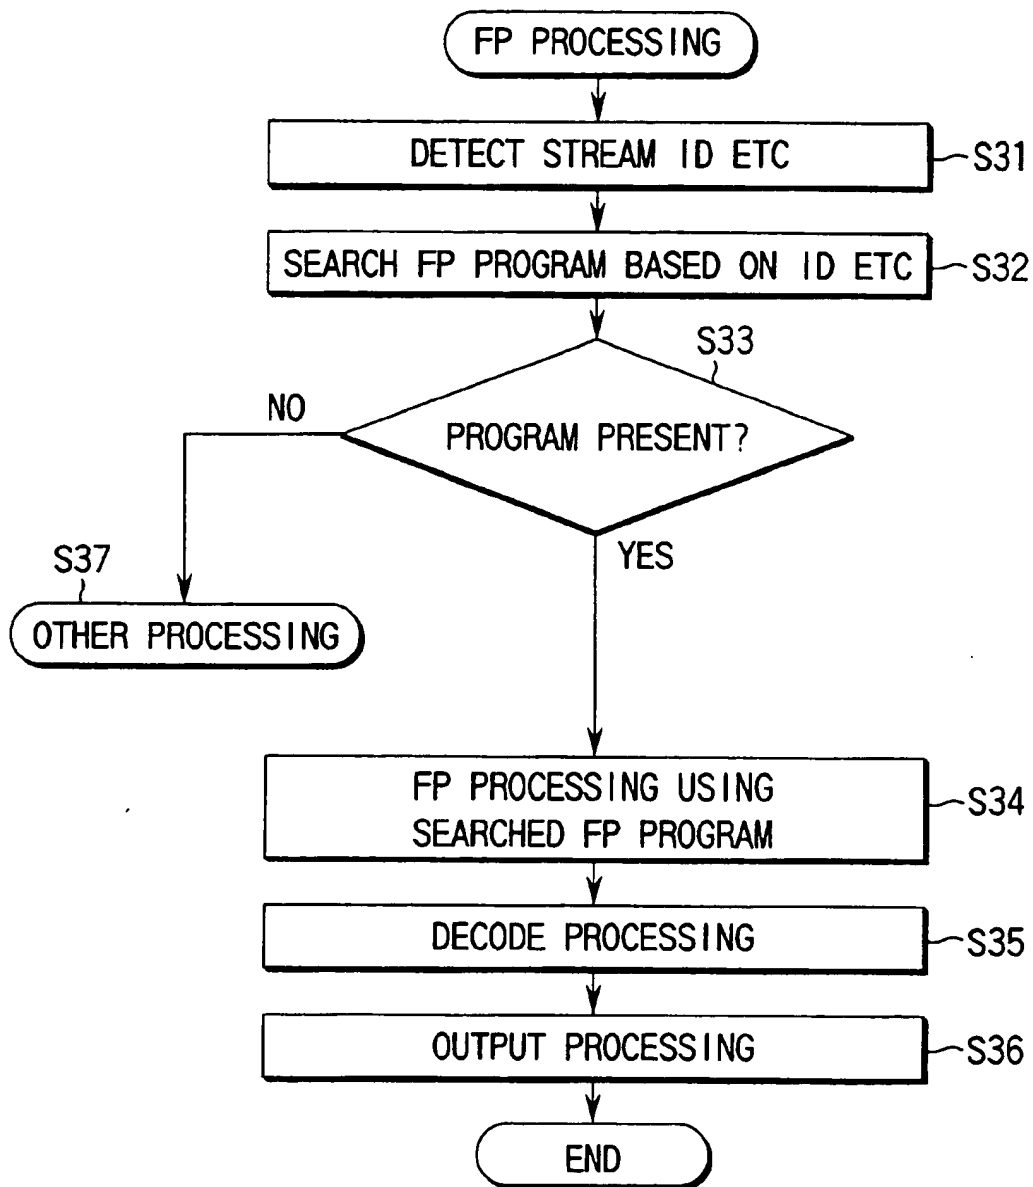 FP PROCESSING
DETECT STREAM ID ETC
S31
SEARCH FP PROGRAM BASED ON ID ETC
S32
S33
PROGRAM PRESENT?
NO
YES
S37
OTHER PROCESSING
FP PROCESSING USING
SEARCHED FP PROGRAM
S34
DECODE PROCESSING
S35
OUTPUT PROCESSING
S36
END